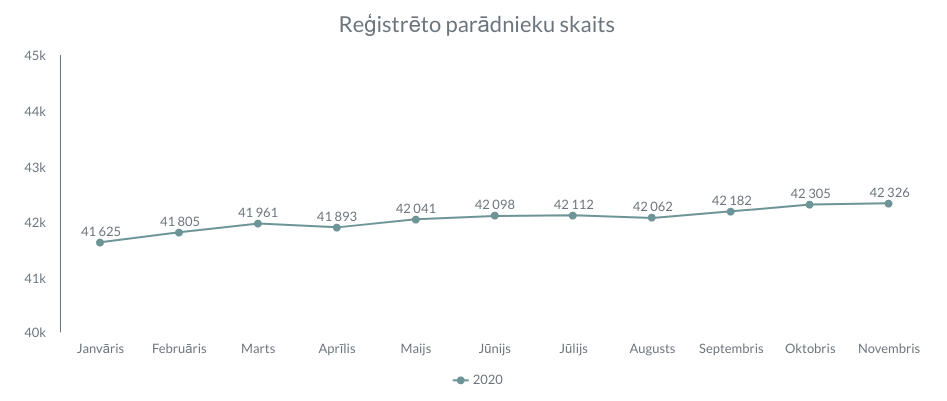 Reģistrēto parādnieku skaits
45k
44k
43k
42k
41k
40k
41 625
41 805
41 961
41 893
42 041
42 098
42 112
42 062
42 182
42 305
42 326
Janvāris Februāris Marts Aprīlis Maijs Jūnijs Jūlijs Augusts Septembris Oktobris Novembris
2020